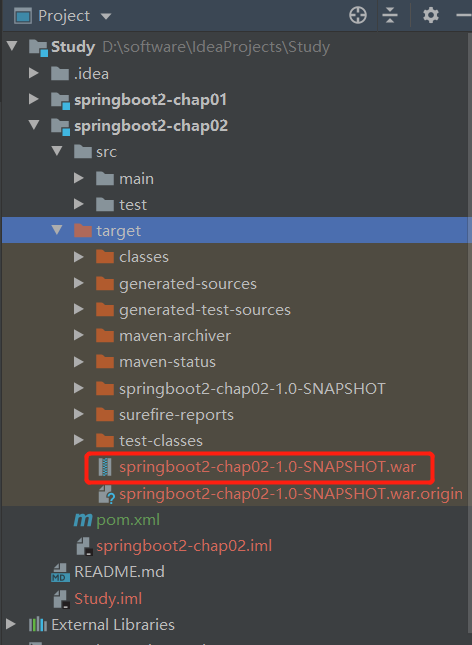 Project
Study D:\software\IdeaProjects\Study
.idea
springboot2-chap01
springboot2-chap02
src
main
test
target
classes
generated-sources
generated-test-sources
maven-archiver
maven-status
springboot2-chap02-1.0-SNAPSHOT
surefire-reports
test-classes
springboot2-chap02-1.0-SNAPSHOT.war
springboot2-chap02-1.0-SNAPSHOT.war.origin
m pom.xml
springboot2-chap02.iml
MD README.md
Study.iml
External Libraries